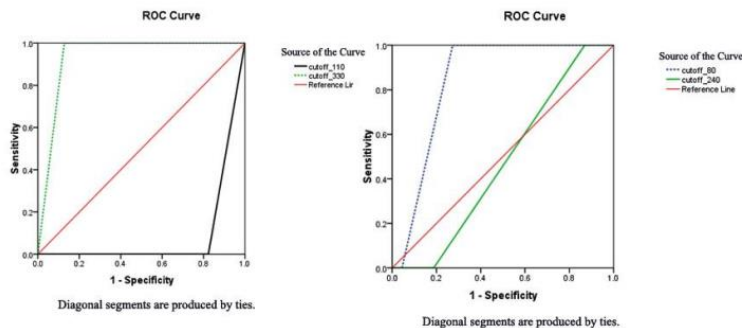 ROC Curve
Source of the Curve
cutoff_110
cutoff_330
Reference Lir
Sensitivity
1.0
0.8
0.6
0.4
0.2
0.0
0.0 0.2 0.4 0.6 0.8 1.0
1 - Specificity
Diagonal segments are produced by ties.
ROC Curve
Source of the Curve
cutoff_80
cutoff_240
Reference Line
Sensitivity
1.0
0.8
0.6
0.4
0.2
0.0
0.0 0.2 0.4 0.6 0.8 1.0
1 - Specificity
Diagonal segments are produced by ties.